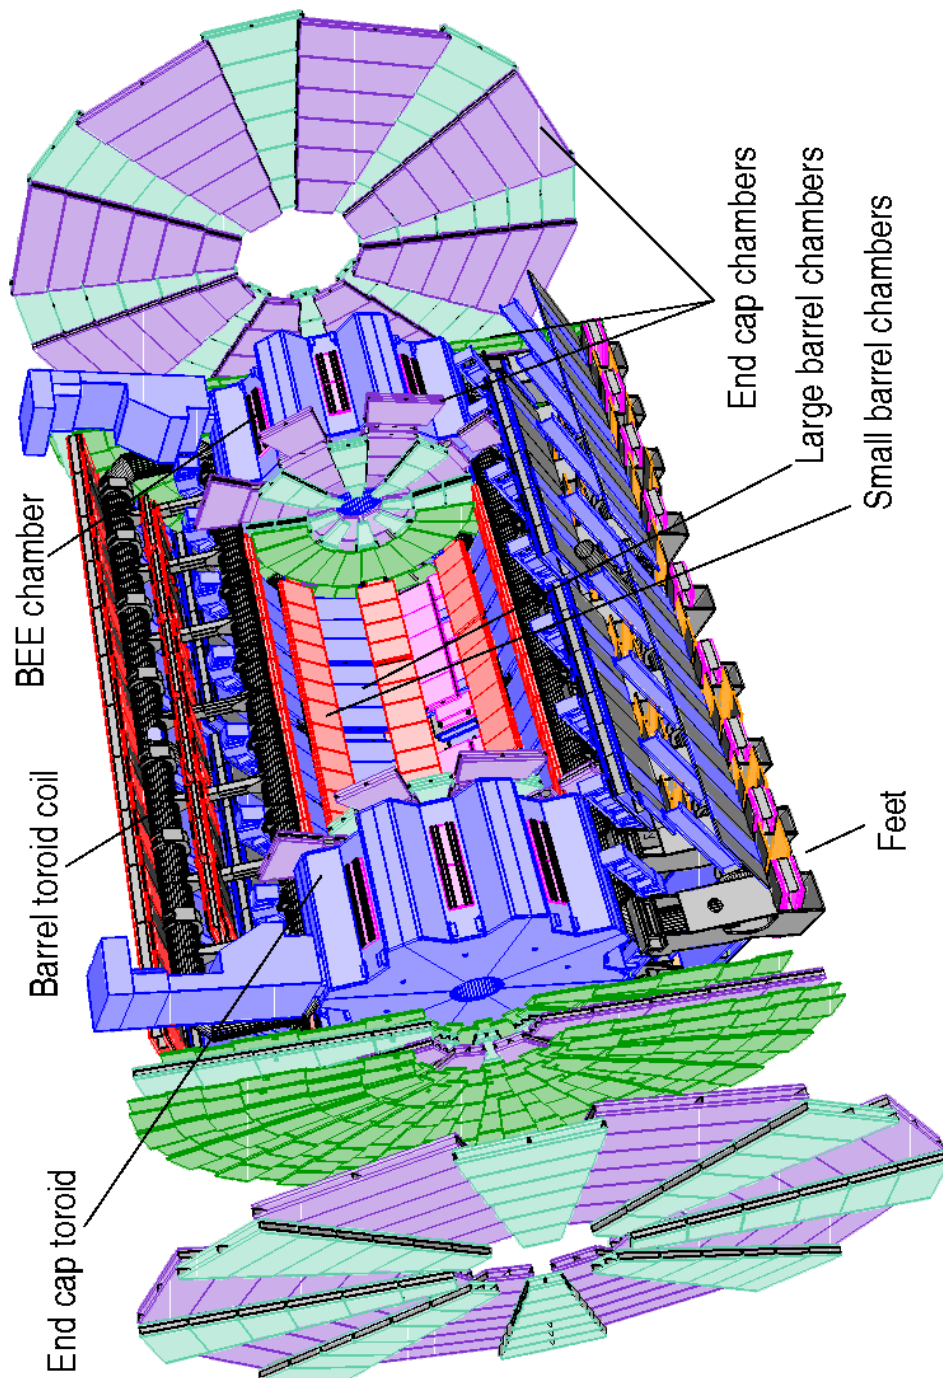 End cap toroid
Barrel toroid coil
BEE chamber
End cap chambers
Large barrel chambers
Small barrel chambers
Feet